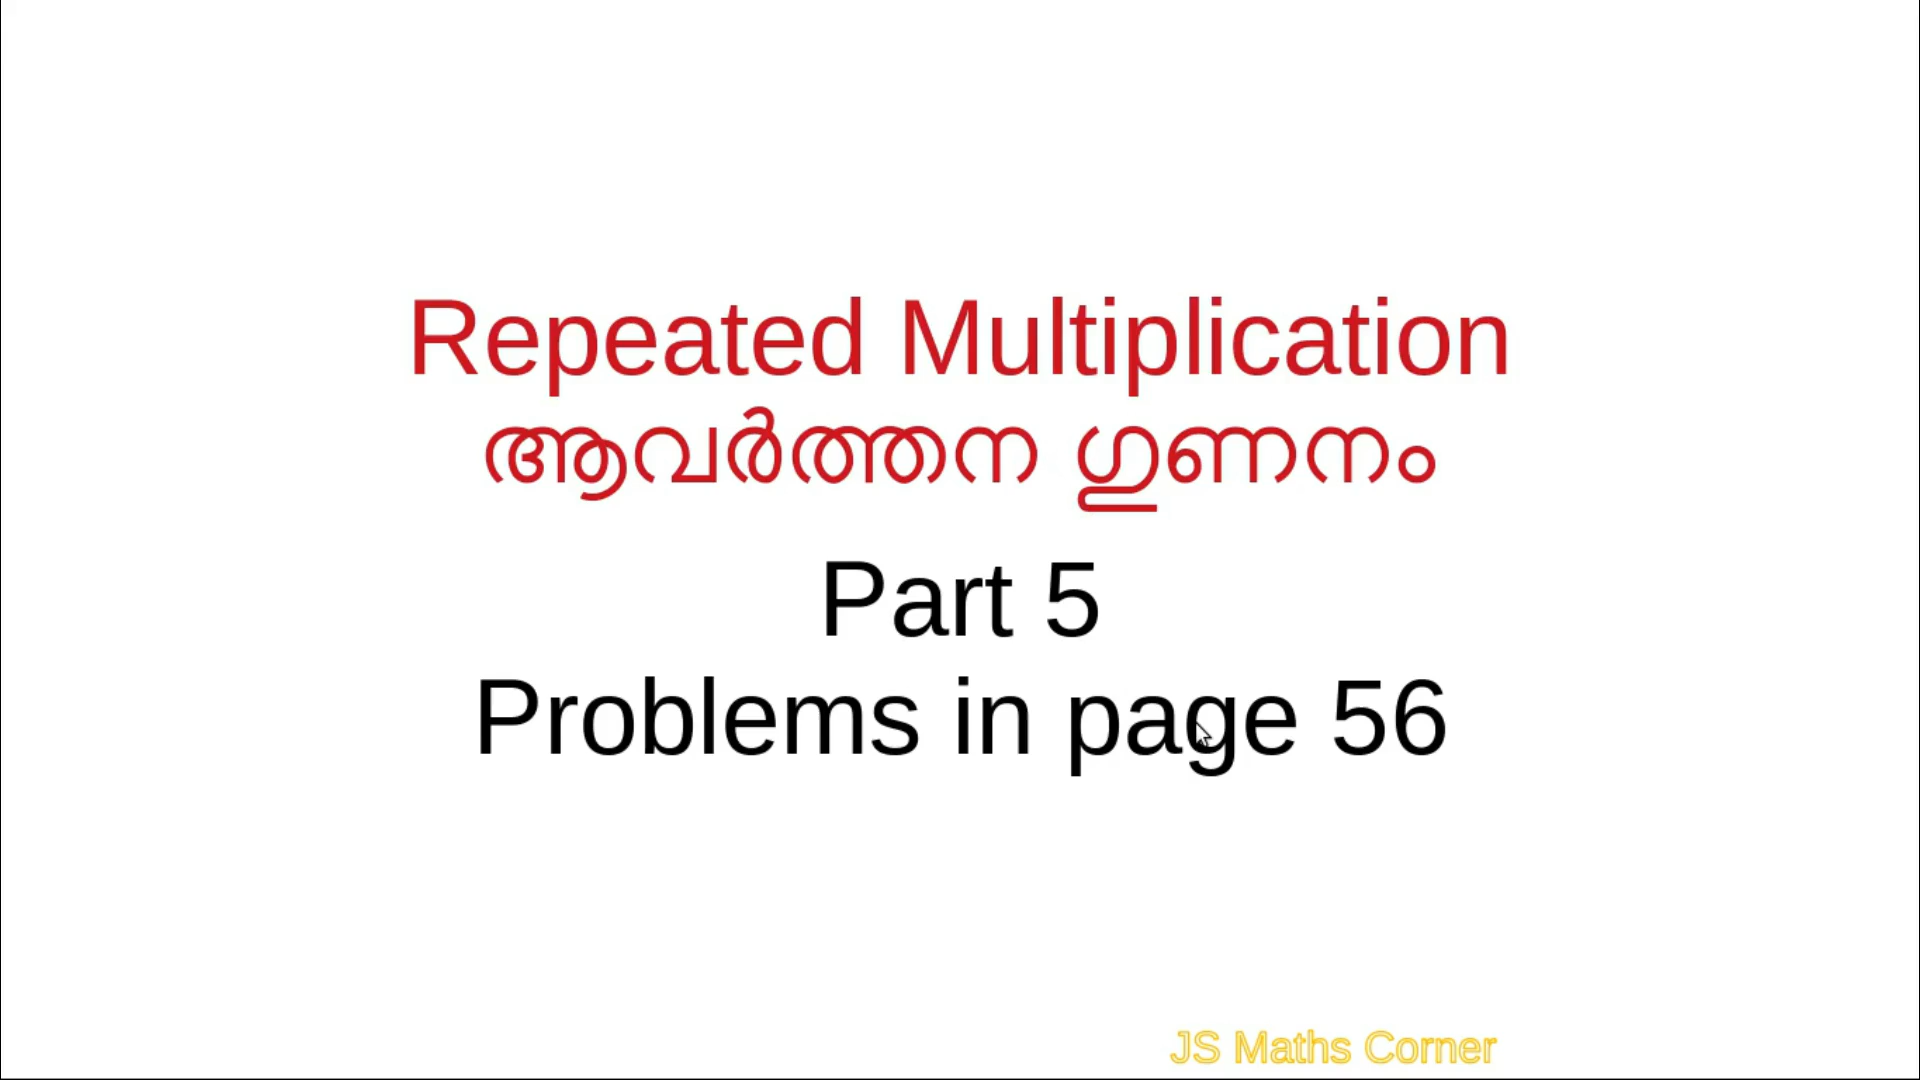 Repeated Multiplication
ആവർത്തന ഗുണനം
Part 5
Problems in page 56
JS Maths Corner